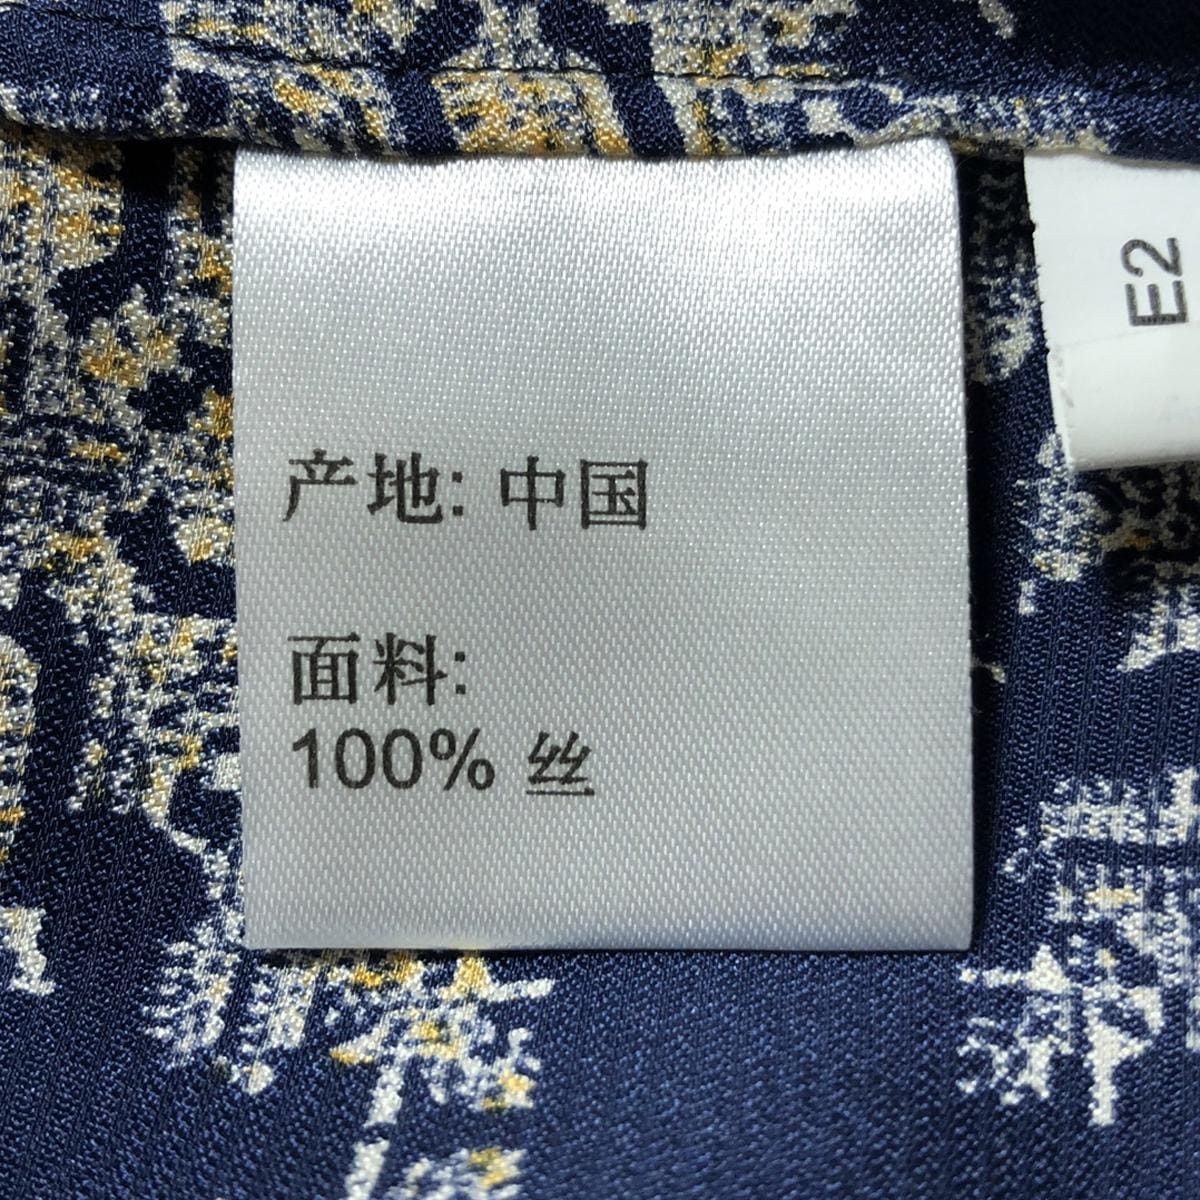 产地: 中国
面料:
100% 丝
E2